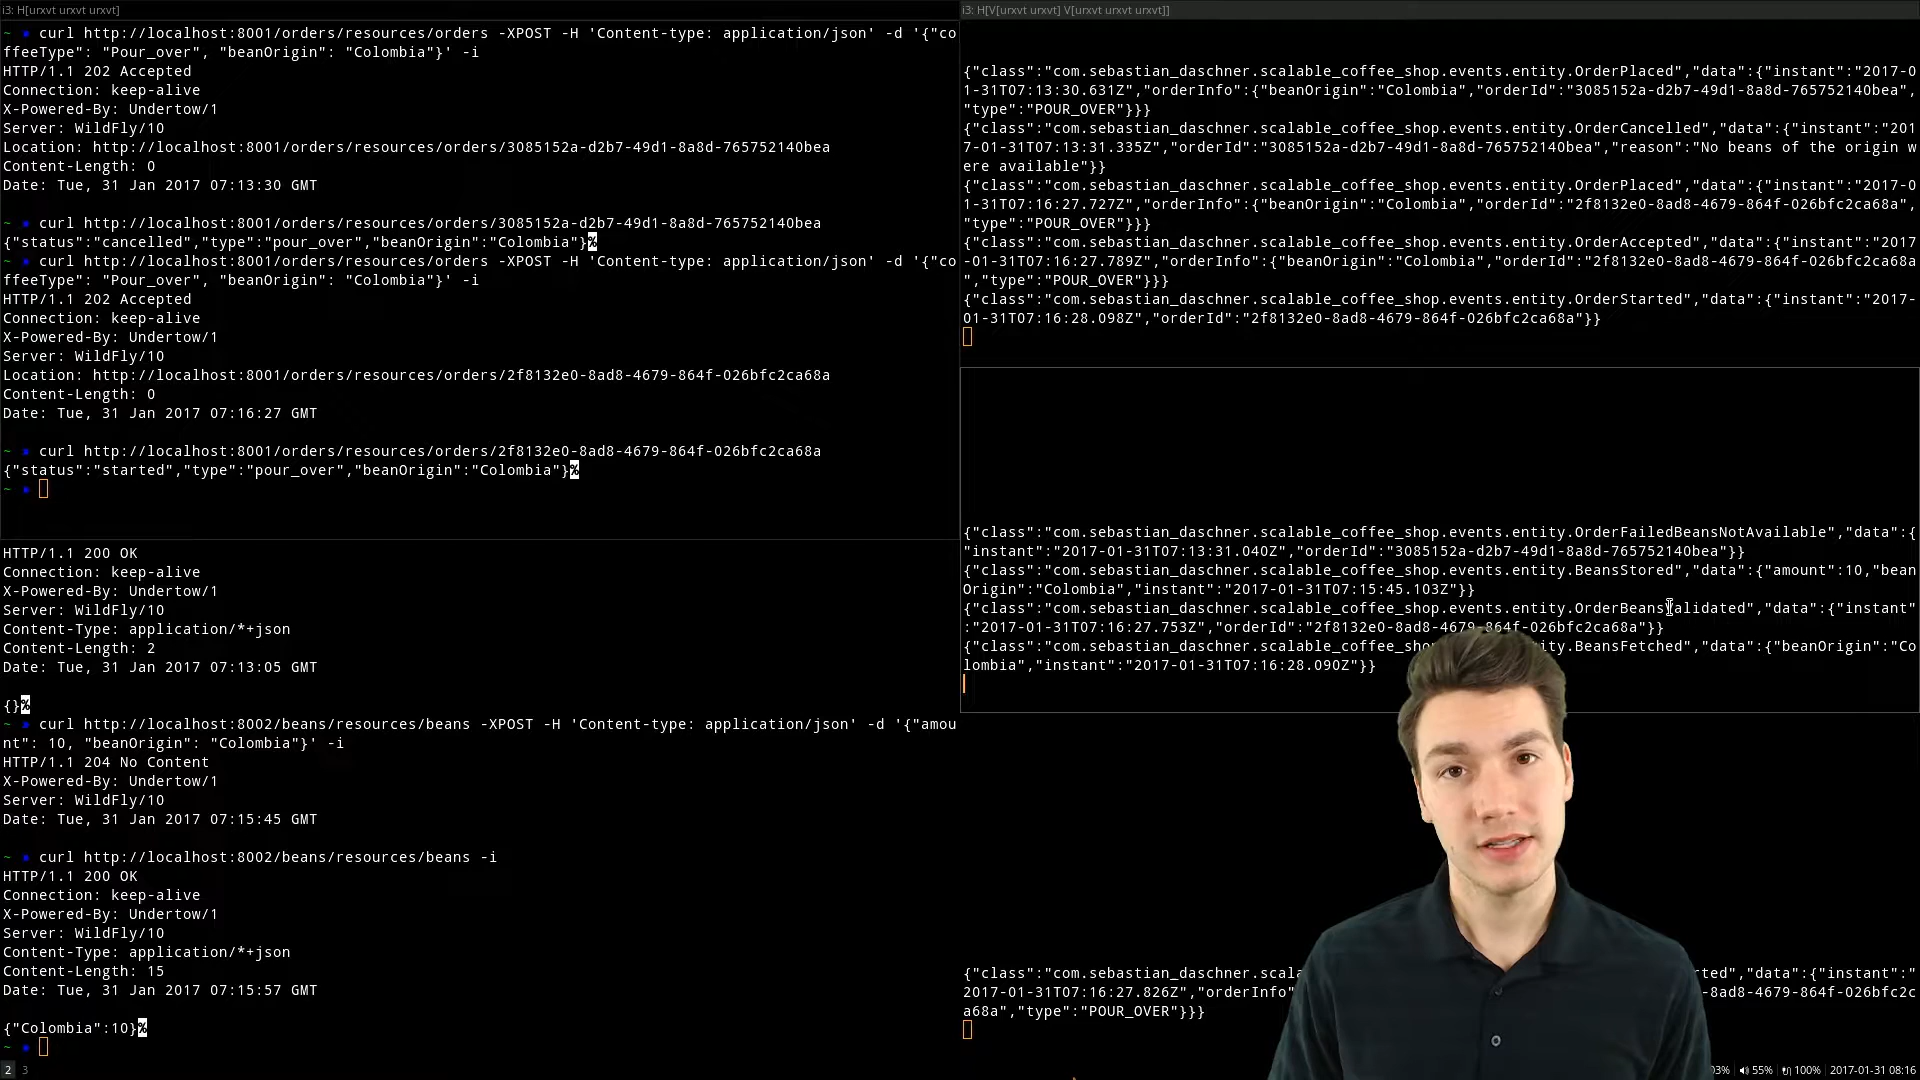 i3: H[urxvt urxvt urxvt]
~ curl http://localhost:8001/orders/resources/orders -XPOST -H 'Content-type: application/json' -d '{"co
ffeeType": "Pour_over", "beanOrigin": "Colombia"}' -i
HTTP/1.1 202 Accepted
Connection: keep-alive
X-Powered-By: Undertow/1
Server: WildFly/10
Location: http://localhost:8001/orders/resources/orders/3085152a-d2b7-49d1-8a8d-765752140bea
Content-Length: 0
Date: Tue, 31 Jan 2017 07:13:30 GMT
~ curl http://localhost:8001/orders/resources/orders/3085152a-d2b7-49d1-8a8d-765752140bea
{"status":"cancelled","type":"pour_over","beanOrigin":"Colombia"}%
~ curl http://localhost:8001/orders/resources/orders -XPOST -H 'Content-type: application/json' -d '{"co
ffeeType": "Pour_over", "beanOrigin": "Colombia"}' -i
HTTP/1.1 202 Accepted
Connection: keep-alive
X-Powered-By: Undertow/1
Server: WildFly/10
Location: http://localhost:8001/orders/resources/orders/2f8132e0-8ad8-4679-864f-026bfc2ca68a
Content-Length: 0
Date: Tue, 31 Jan 2017 07:16:27 GMT
~ curl http://localhost:8001/orders/resources/orders/2f8132e0-8ad8-4679-864f-026bfc2ca68a
{"status":"started","type":"pour_over","beanOrigin":"Colombia"}%
~
HTTP/1.1 200 OK
Connection: keep-alive
X-Powered-By: Undertow/1
Server: WildFly/10
Content-Type: application/*+json
Content-Length: 2
Date: Tue, 31 Jan 2017 07:13:05 GMT
{}%
~ curl http://localhost:8002/beans/resources/beans -XPOST -H 'Content-type: application/json' -d '{"amou
nt": 10, "beanOrigin": "Colombia"}' -i
HTTP/1.1 204 No Content
X-Powered-By: Undertow/1
Server: WildFly/10
Date: Tue, 31 Jan 2017 07:15:45 GMT
~ curl http://localhost:8002/beans/resources/beans -i
HTTP/1.1 200 OK
Connection: keep-alive
X-Powered-By: Undertow/1
Server: WildFly/10
Content-Type: application/*+json
Content-Length: 15
Date: Tue, 31 Jan 2017 07:15:57 GMT
{"Colombia":10}%
~
2 3
i3: H[V[urxvt urxvt] V[urxvt urxvt urxvt]]
{"class":"com.sebastian_daschner.scalable_coffee_shop.events.entity.OrderPlaced","data":{"instant":"2017-0
1-31T07:13:30.631Z","orderInfo":{"beanOrigin":"Colombia","orderId":"3085152a-d2b7-49d1-8a8d-765752140bea",
"type":"POUR_OVER"}}}
{"class":"com.sebastian_daschner.scalable_coffee_shop.events.entity.OrderCancelled","data":{"instant":"201
7-01-31T07:13:31.335Z","orderId":"3085152a-d2b7-49d1-8a8d-765752140bea","reason":"No beans of the origin w
ere available"}}
{"class":"com.sebastian_daschner.scalable_coffee_shop.events.entity.OrderPlaced","data":{"instant":"2017-0
1-31T07:16:27.727Z","orderInfo":{"beanOrigin":"Colombia","orderId":"2f8132e0-8ad8-4679-864f-026bfc2ca68a",
"type":"POUR_OVER"}}}
{"class":"com.sebastian_daschner.scalable_coffee_shop.events.entity.OrderAccepted","data":{"instant":"2017
-01-31T07:16:27.789Z","orderInfo":{"beanOrigin":"Colombia","orderId":"2f8132e0-8ad8-4679-864f-026bfc2ca68a
","type":"POUR_OVER"}}}
{"class":"com.sebastian_daschner.scalable_coffee_shop.events.entity.OrderStarted","data":{"instant":"2017-
01-31T07:16:28.098Z","orderId":"2f8132e0-8ad8-4679-864f-026bfc2ca68a"}}
{"class":"com.sebastian_daschner.scalable_coffee_shop.events.entity.OrderFailedBeansNotAvailable","data":{
"instant":"2017-01-31T07:13:31.040Z","orderId":"3085152a-d2b7-49d1-8a8d-765752140bea"}}
{"class":"com.sebastian_daschner.scalable_coffee_shop.events.entity.BeansStored","data":{"amount":10,"bean
Origin":"Colombia","instant":"2017-01-31T07:15:45.103Z"}}
{"class":"com.sebastian_daschner.scalable_coffee_shop.events.entity.OrderBeansValidated","data":{"instant"
:"2017-01-31T07:16:27.753Z","orderId":"2f8132e0-8ad8-4679-864f-026bfc2ca68a"}}
{"class":"com.sebastian_daschner.scalable_coffee_sho tity.BeansFetched","data":{"beanOrigin":"Co
lombia","instant":"2017-01-31T07:16:28.090Z"}}
{"class":"com.sebastian_daschner.scala ted","data":{"instant":"
2017-01-31T07:16:27.826Z","orderInfo" -8ad8-4679-864f-026bfc2c
a68a","type":"POUR_OVER"}}}
03% 55% 100% 2017-01-31 08:16